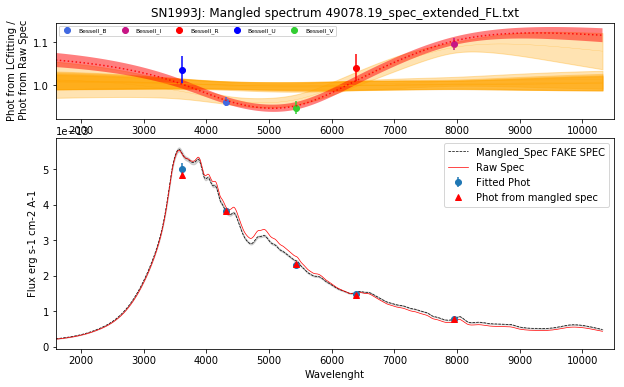 SN1993J: Mangled spectrum 49078.19_spec_extended_FL.txt
Phot from LCfitting /
Phot from Raw Spec
1.1
1.0
Bessell_B
Bessell_I
Bessell_R
Bessell_U
Bessell_V
2000 3000 4000 5000 6000 7000 8000 9000 10000
1e−13
Flux erg s-1 cm-2 A-1
5
4
3
2
1
0
Mangled_Spec FAKE SPEC
Raw Spec
Fitted Phot
Phot from mangled spec
2000 3000 4000 5000 6000 7000 8000 9000 10000
Wavelenght